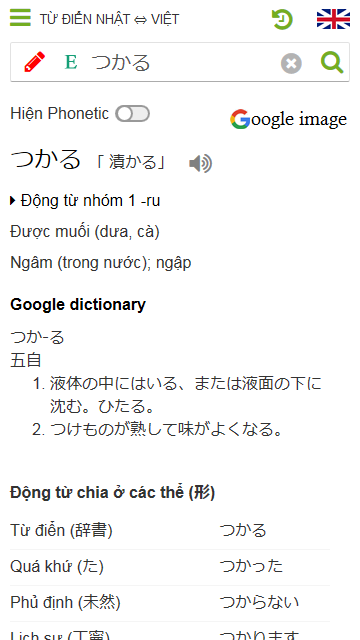 TỪ ĐIỂN NHẬT ⇔ VIỆT
E つかる
Hiện Phonetic
Google image
つかる 「 漬かる」
Động từ nhóm 1 -ru
Được muối (dưa, cà)
Ngâm (trong nước); ngập
Google dictionary
つか-る
五自
1. 液体の中にはいる、または液面の下に
沈む。ひたる。
2. つけものが熟して味がよくなる。
Động từ chia ở các thể (形)
Từ điển (辞書) つかる
Quá khứ (た) つかった
Phủ định (未然) つからない
Lịch sự (丁寧) つかります